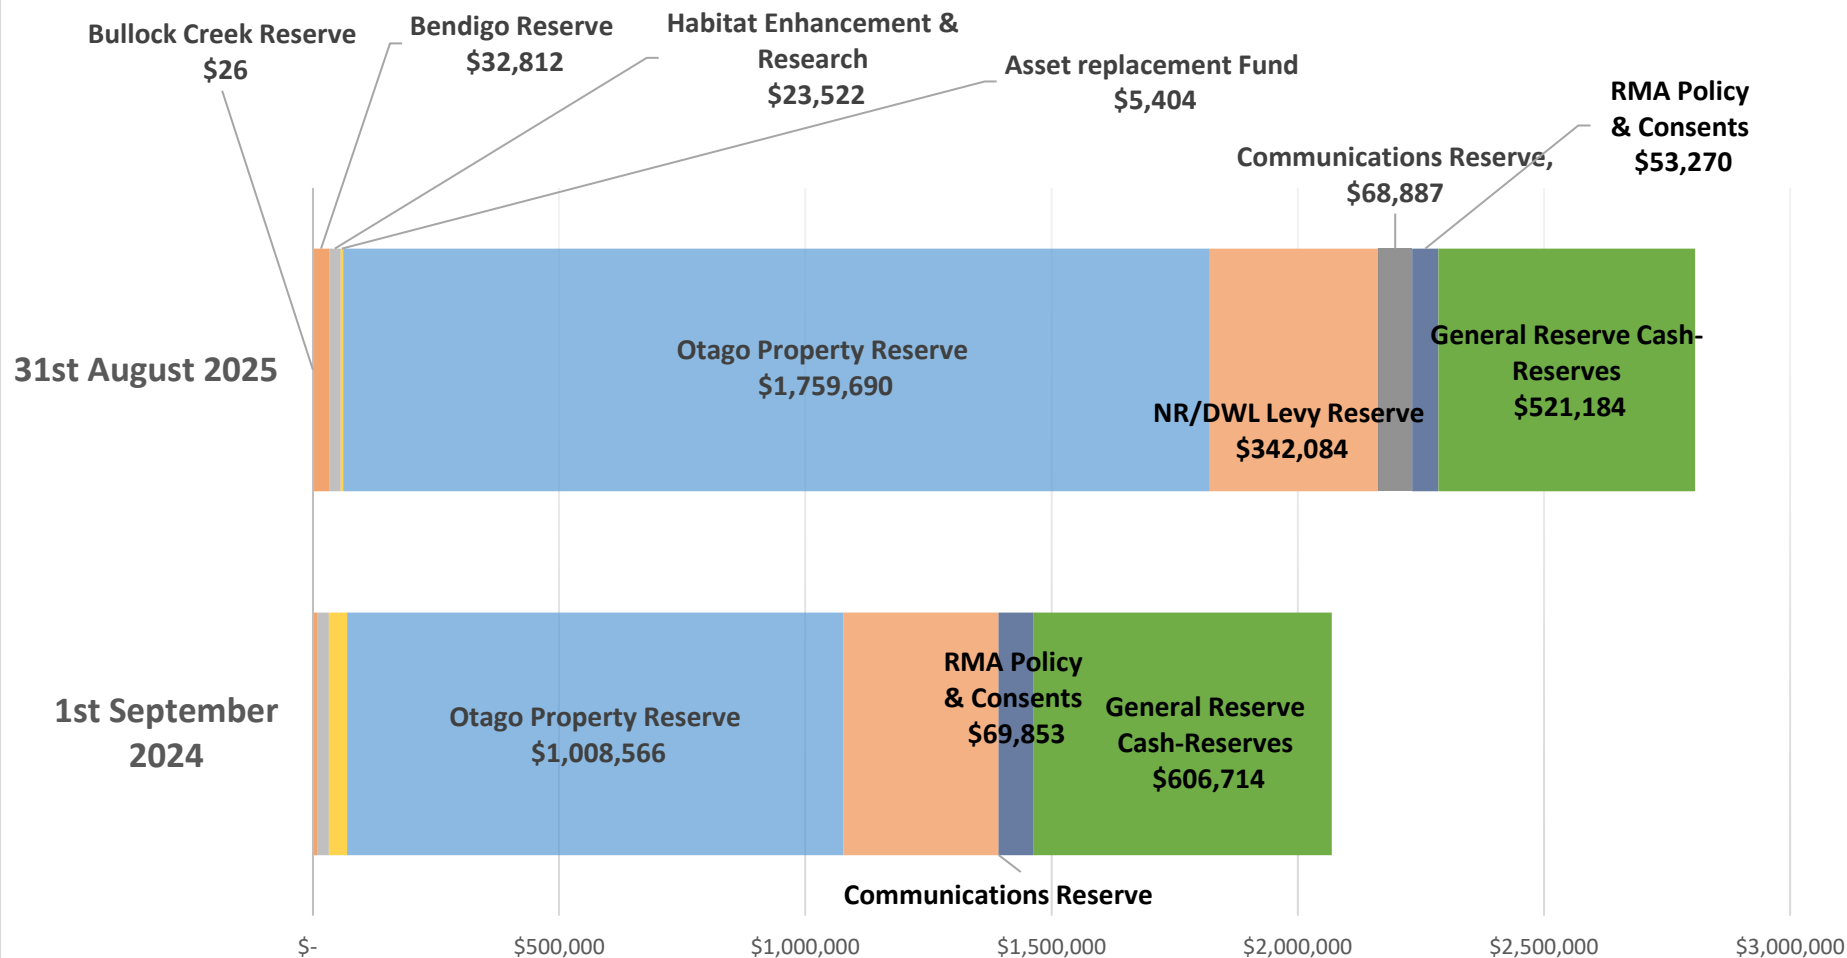 Bullock Creek Reserve
$26
Bendigo Reserve
$32,812
Habitat Enhancement &
Research
$23,522
Asset replacement Fund
$5,404
RMA Policy
& Consents
$53,270
Communications Reserve,
$68,887
31st August 2025
Otago Property Reserve
$1,759,690
NR/DWL Levy Reserve
$342,084
General Reserve Cash-
Reserves
$521,184
1st September
2024
Otago Property Reserve
$1,008,566
RMA Policy
& Consents
$69,853
General Reserve
Cash-Reserves
$606,714
Communications Reserve
$-
$500,000
$1,000,000
$1,500,000
$2,000,000
$2,500,000
$3,000,000